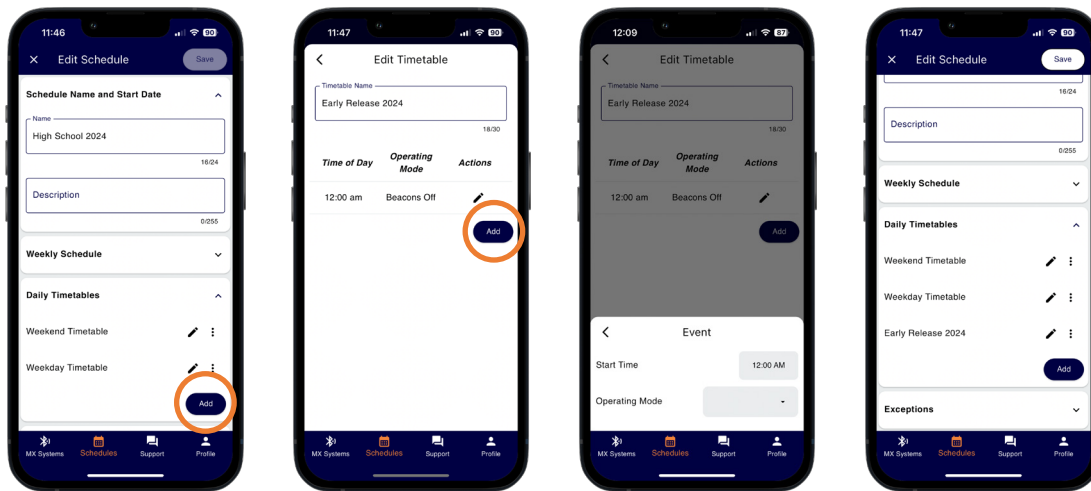 11:46
90
Edit Schedule
Save
Schedule Name and Start Date
Name
High School 2024
16/24
Description
0/255
Weekly Schedule
Daily Timetables
Weekend Timetable
Weekday Timetable
Add
MX Systems
Schedules
Support
Profile
11:47
90
Edit Timetable
Timetable Name
Early Release 2024
18/30
Time of Day
Operating Mode
Actions
12:00 am
Beacons Off
Add
MX Systems
Schedules
Support
Profile
12:09
87
Edit Timetable
Timetable Name
Early Release 2024
18/30
Time of Day
Operating Mode
Actions
12:00 am
Beacons Off
Add
Event
Start Time
12:00 AM
Operating Mode
MX Systems
Schedules
Support
Profile
11:47
90
Edit Schedule
Save
16/24
Description
0/255
Weekly Schedule
Daily Timetables
Weekend Timetable
Weekday Timetable
Early Release 2024
Add
Exceptions
MX Systems
Schedules
Support
Profile